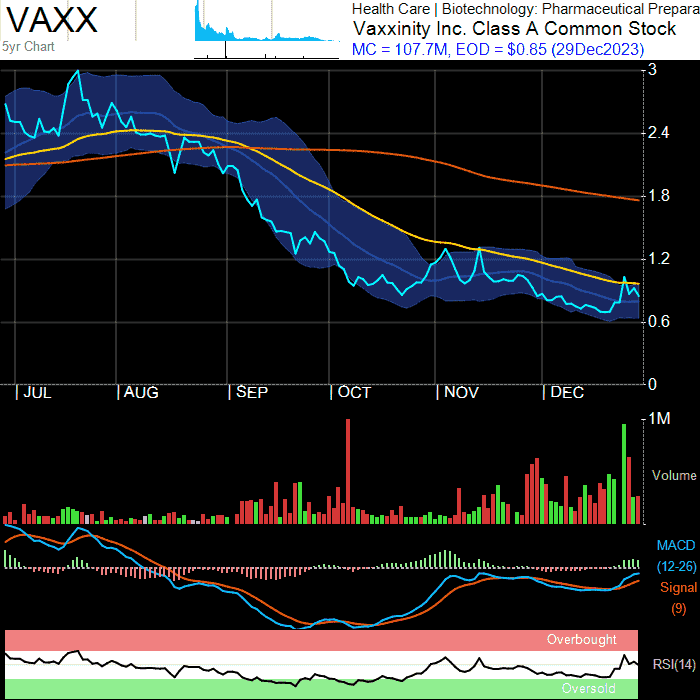 VAXX
5yr Chart
Health Care | Biotechnology: Pharmaceutical Prepara
Vaxxinity Inc. Class A Common Stock
MC = 107.7M, EOD = $0.85 (29Dec2023)
3
2.4
1.8
1.2
0.6
0
| JUL | AUG | SEP | OCT | NOV | DEC
1M
Volume
MACD
(12-26)
Signal
(9)
Overbought
RSI(14)
Oversold